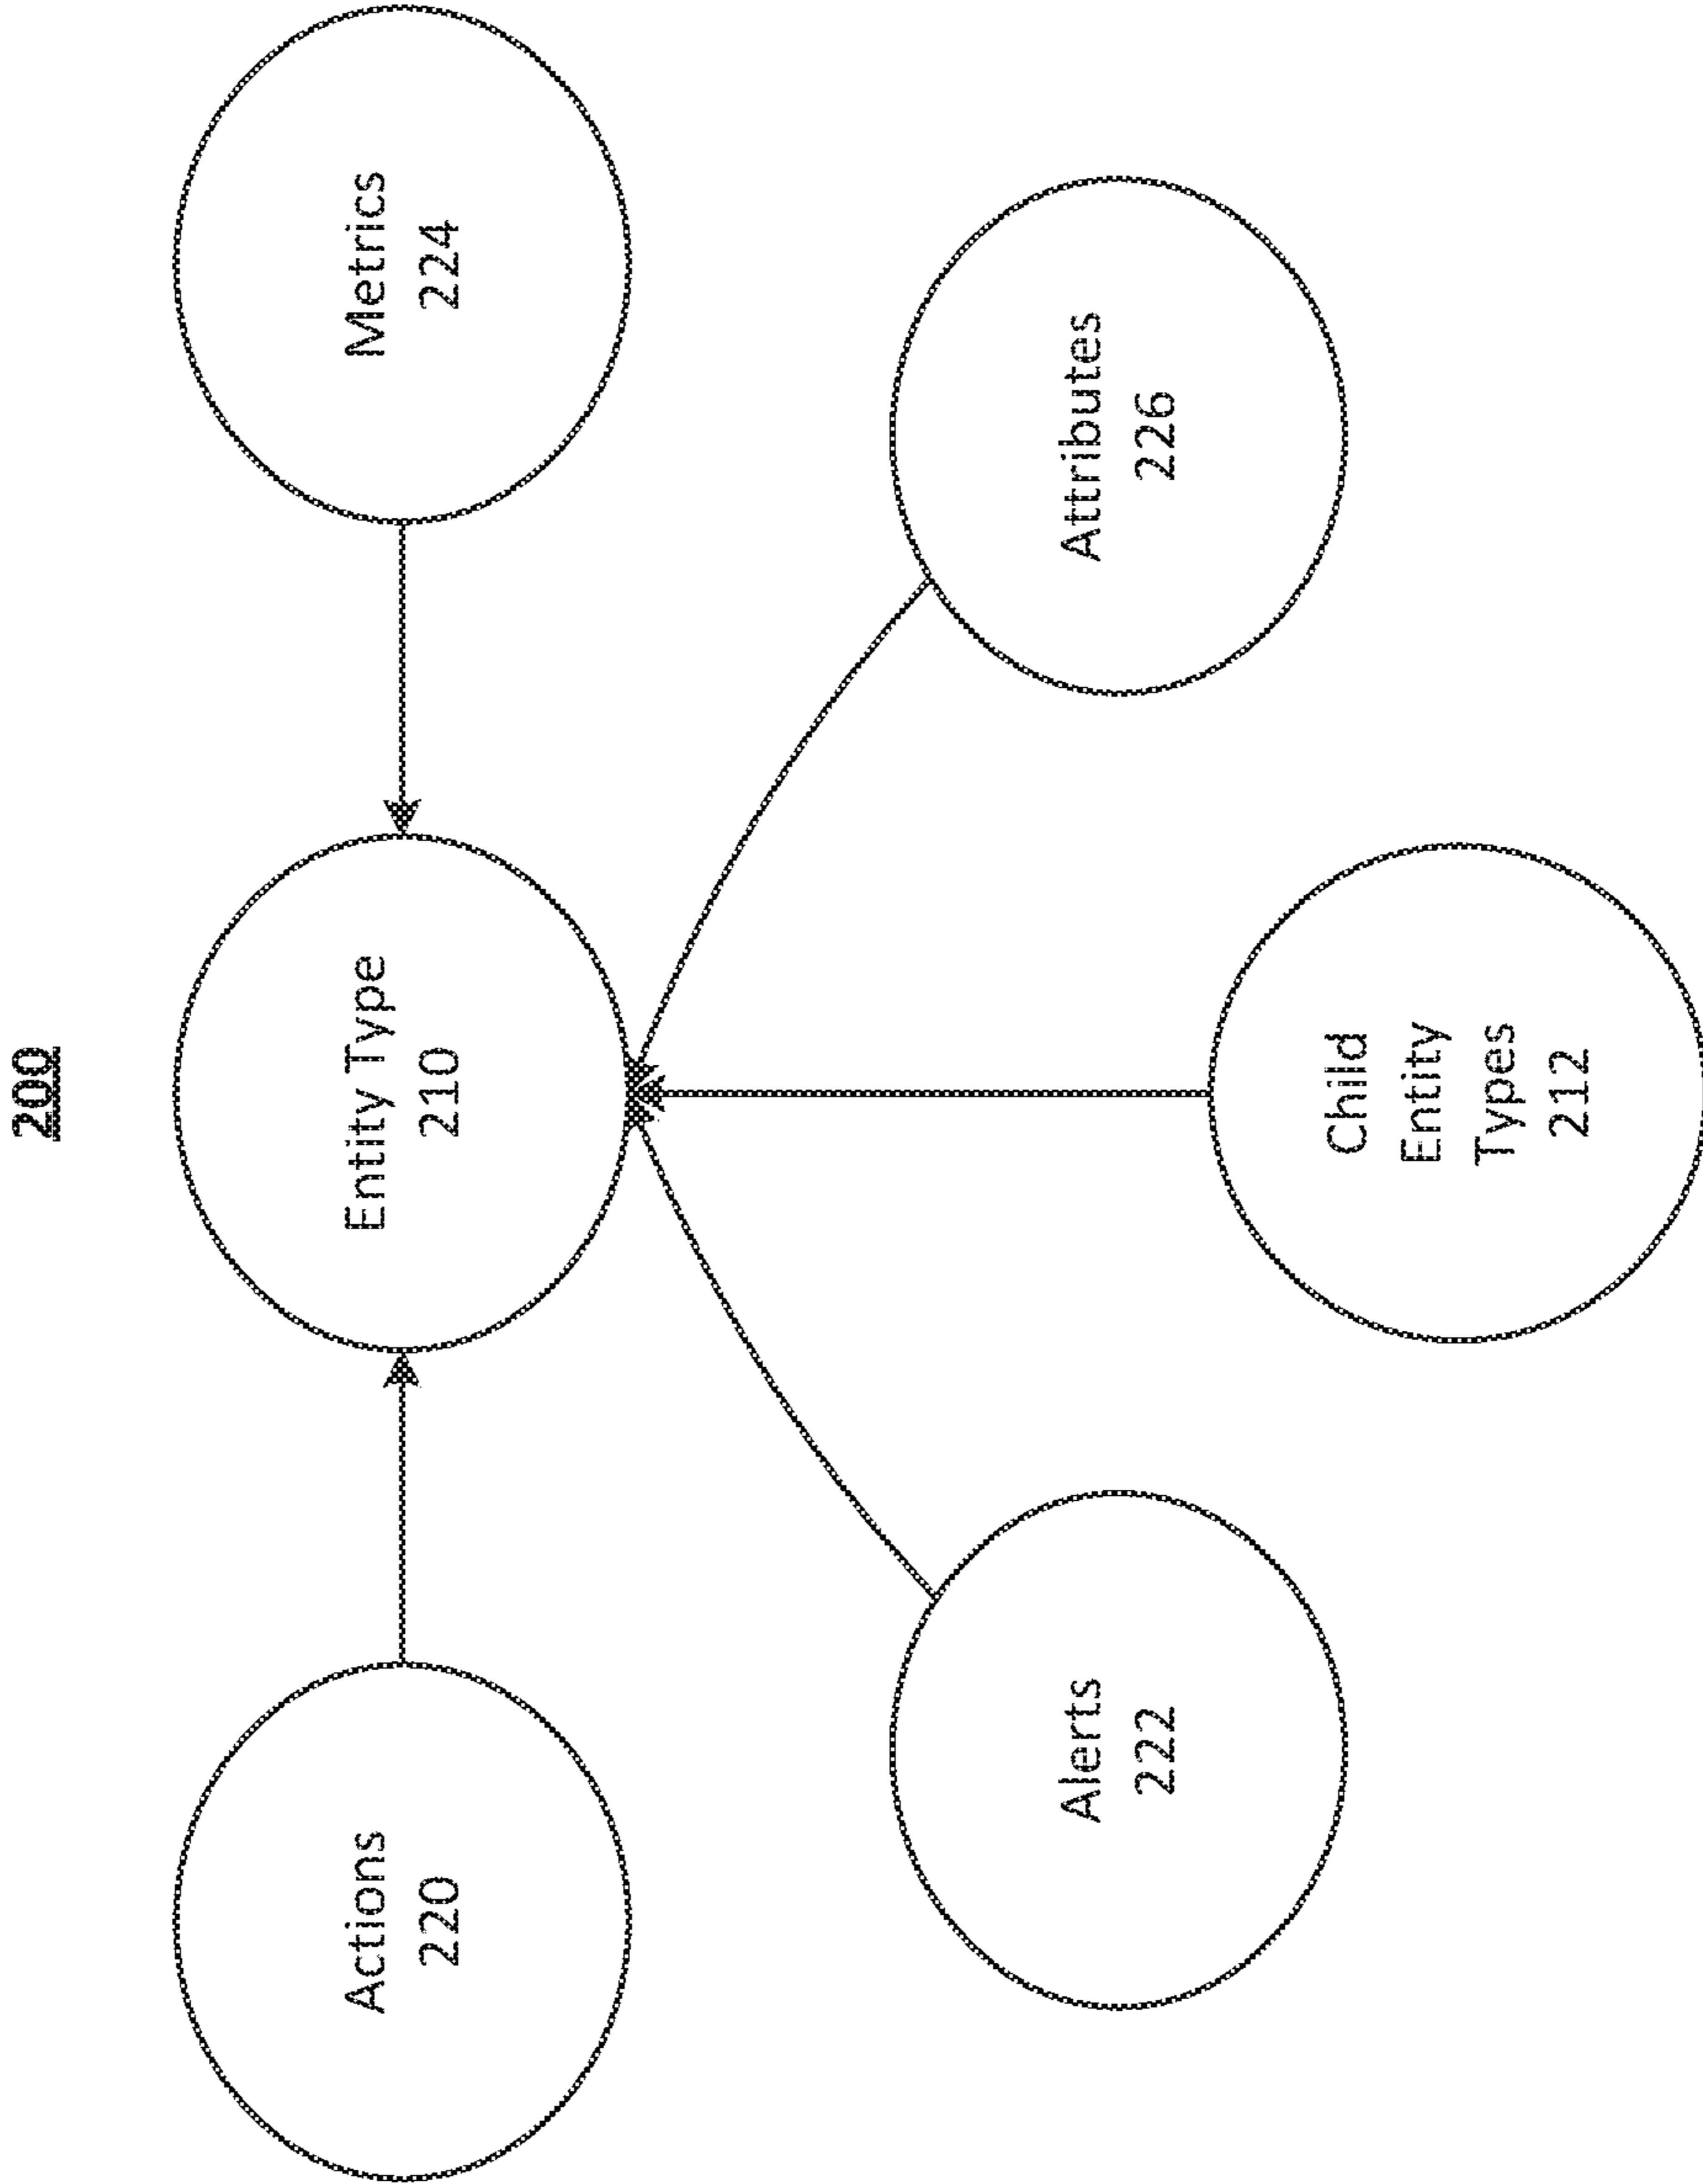 200
Actions
220
Entity Type
210
Metrics
224
Alerts
222
Attributes
226
Child
Entity
Types
212